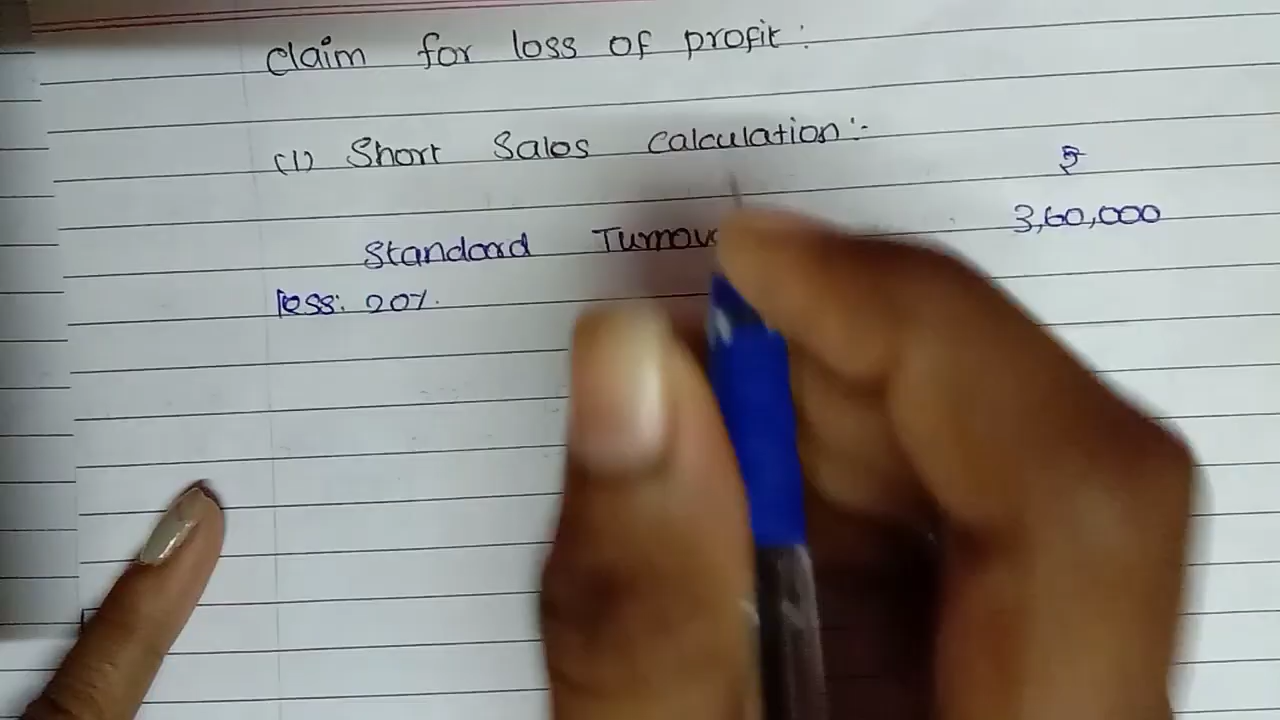 Claim for loss of profit :
(1) Short Sales Calculation :-
₹
Standard 3,60,000
less: 20%.